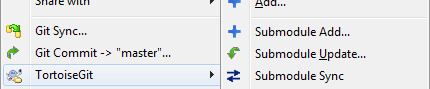 Share with
Git Sync...
Git Commit -> "master"...
TortoiseGit
Add...
Submodule Add...
Submodule Update...
Submodule Sync